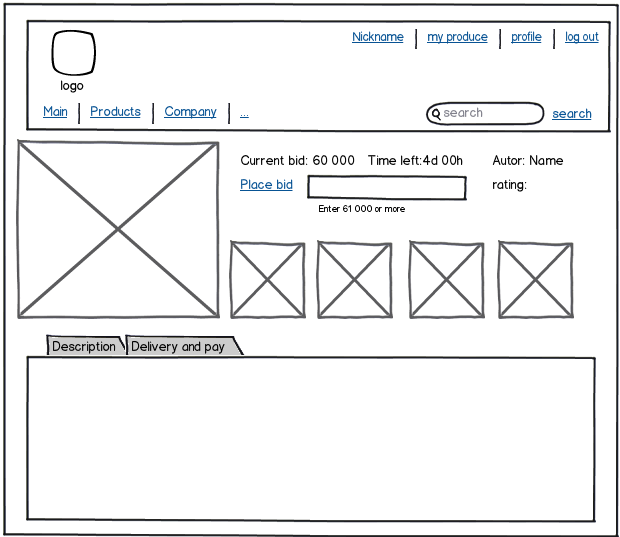 Nickname my produce profile log out
logo
Main Products Company ...
search search
Current bid: 60 000 Time left:4d 00h Autor: Name
Place bid rating:
Enter 61 000 or more
Description Delivery and pay